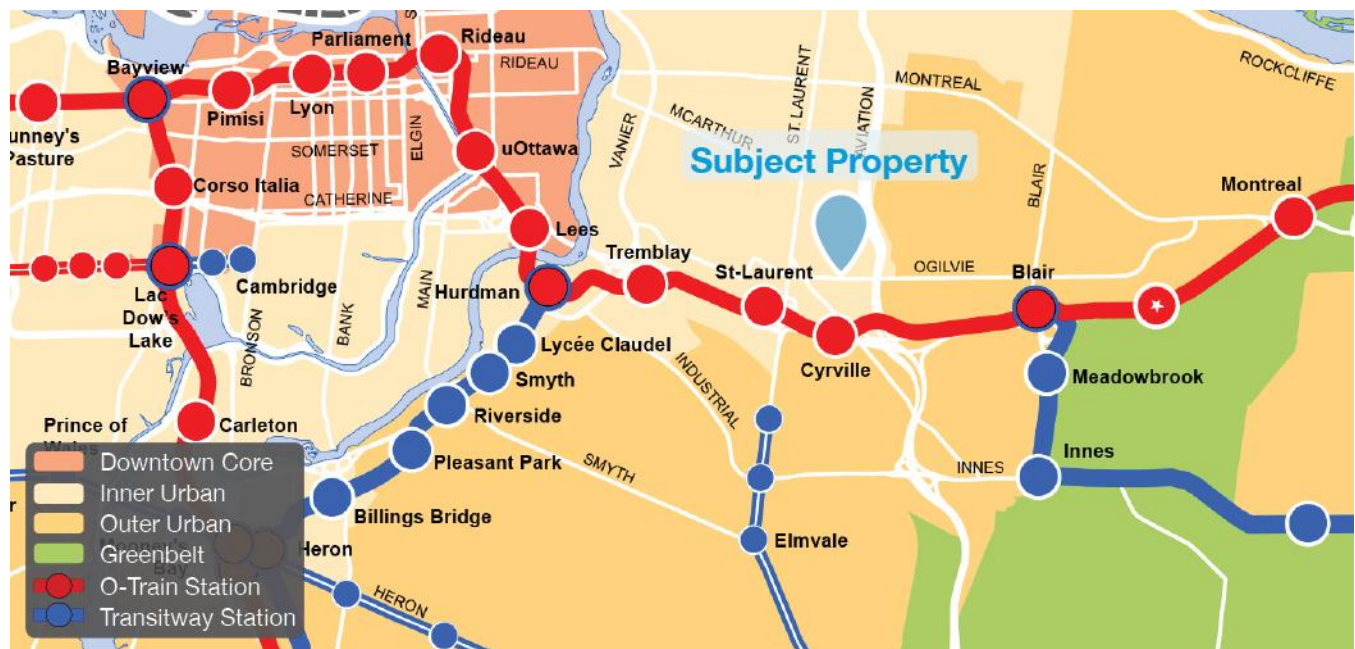 Parliament
Rideau
RIDEAU
Bayview
Pimisi
Lyon
unney's
Pasture
ELGIN
SOMERSET
uOttawa
Corso Italia
CATHERINE
Lees
MONTREAL
ROCKCLIFFE
MCARTHUR
VANIER
ST. LAURENT
AVIATION
Subject Property
BLAIR
Montreal
Tremblay
St-Laurent
OGILVIE
Blair
Hurdman
Lac
Dow's
Lake
Cambridge
BRONSON
BANK
MAIN
Lycée Claudel
Smyth
Riverside
Pleasant Park
Billings Bridge
INDUSTRIAL
Cyrville
Meadowbrook
SMYTH
INNES
Innes
Elmvale
Prince of
Wales
Carleton
Downtown Core
Inner Urban
Outer Urban
Greenbelt
O-Train Station
Transitway Station
Mooney's
Bay
Heron
HERON